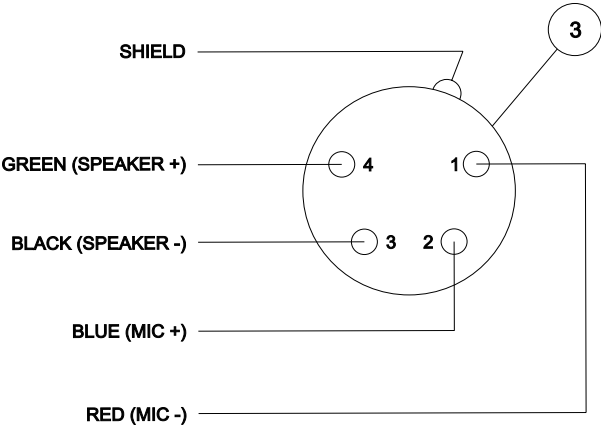 3
SHIELD
GREEN (SPEAKER +)
4
1
BLACK (SPEAKER -)
3
2
BLUE (MIC +)
RED (MIC -)